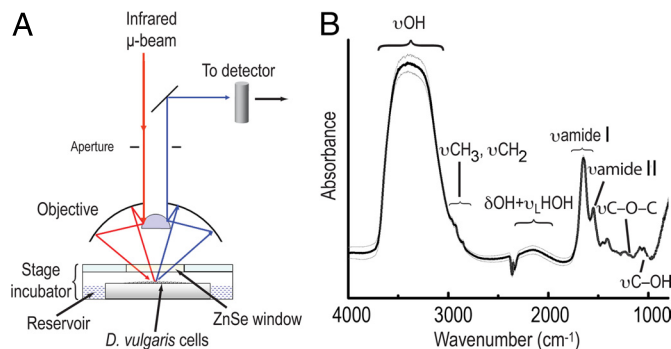 A
Infrared
μ-beam
To detector
Aperture
Objective
Stage
incubator
Reservoir
D. vulgaris cells
ZnSe window
B
Absorbance
υOH
υCH₃, υCH₂
δOH+υ_LHOH
υamide I
υamide II
υC–O–C
υC–OH
4000 3000 2000 1000
Wavenumber (cm⁻¹)